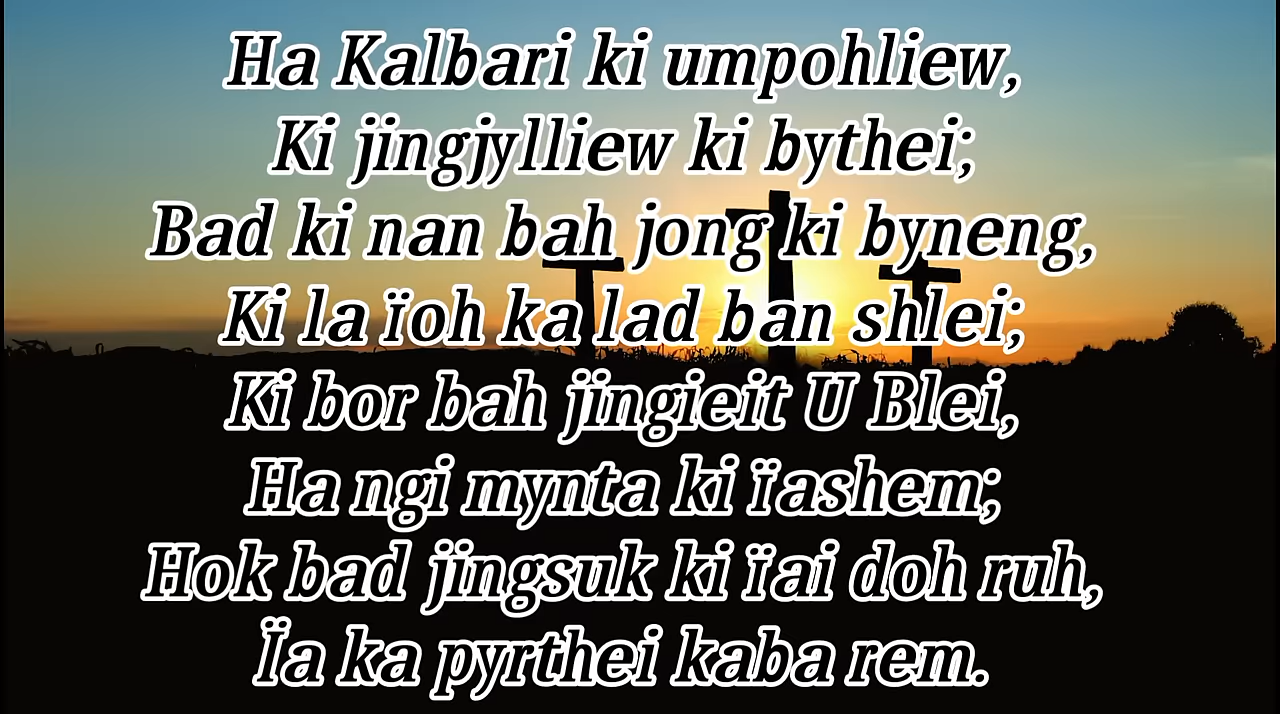 Ha Kalbari ki umpohliew,
Ki jingjylliew ki bythei;
Bad ki nan bah jong ki byneng,
Ki la ïoh ka lad ban shlei;
Ki bor bah jingieit U Blei,
Ha ngi mynta ki ïashem;
Hok bad jingsuk ki ïai doh ruh,
Ïa ka pyrthei kaba rem.